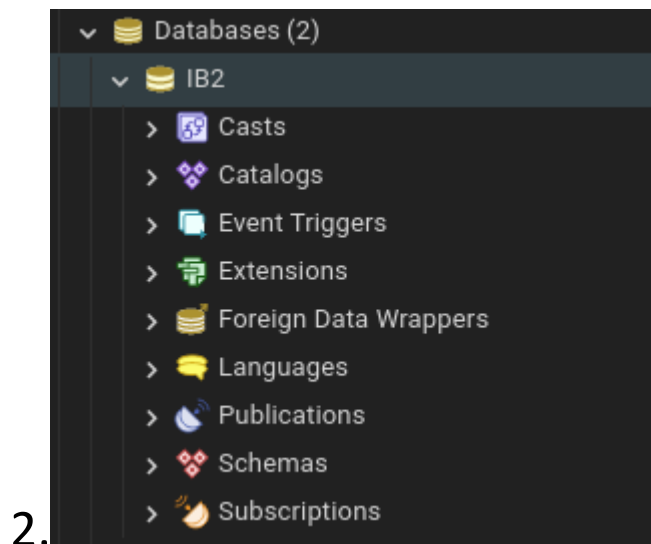 Databases (2)
IB2
Casts
Catalogs
Event Triggers
Extensions
Foreign Data Wrappers
Languages
Publications
Schemas
2. Subscriptions